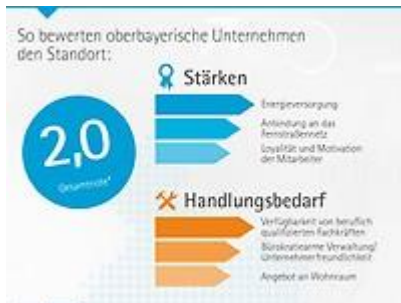 So bewerten oberbayerische Unternehmen
den Standort:
Stärken
2,0
Gesamtnote*
Energieversorgung
Anbindung an das
Fernstraßennetz
Loyalität und Motivation
der Mitarbeiter
Handlungsbedarf
Verfügbarkeit von beruflich
qualifizierten Fachkräften
Bürokratiearme Verwaltung/
Unternehmerfreundlichkeit
Angebot an Wohnraum